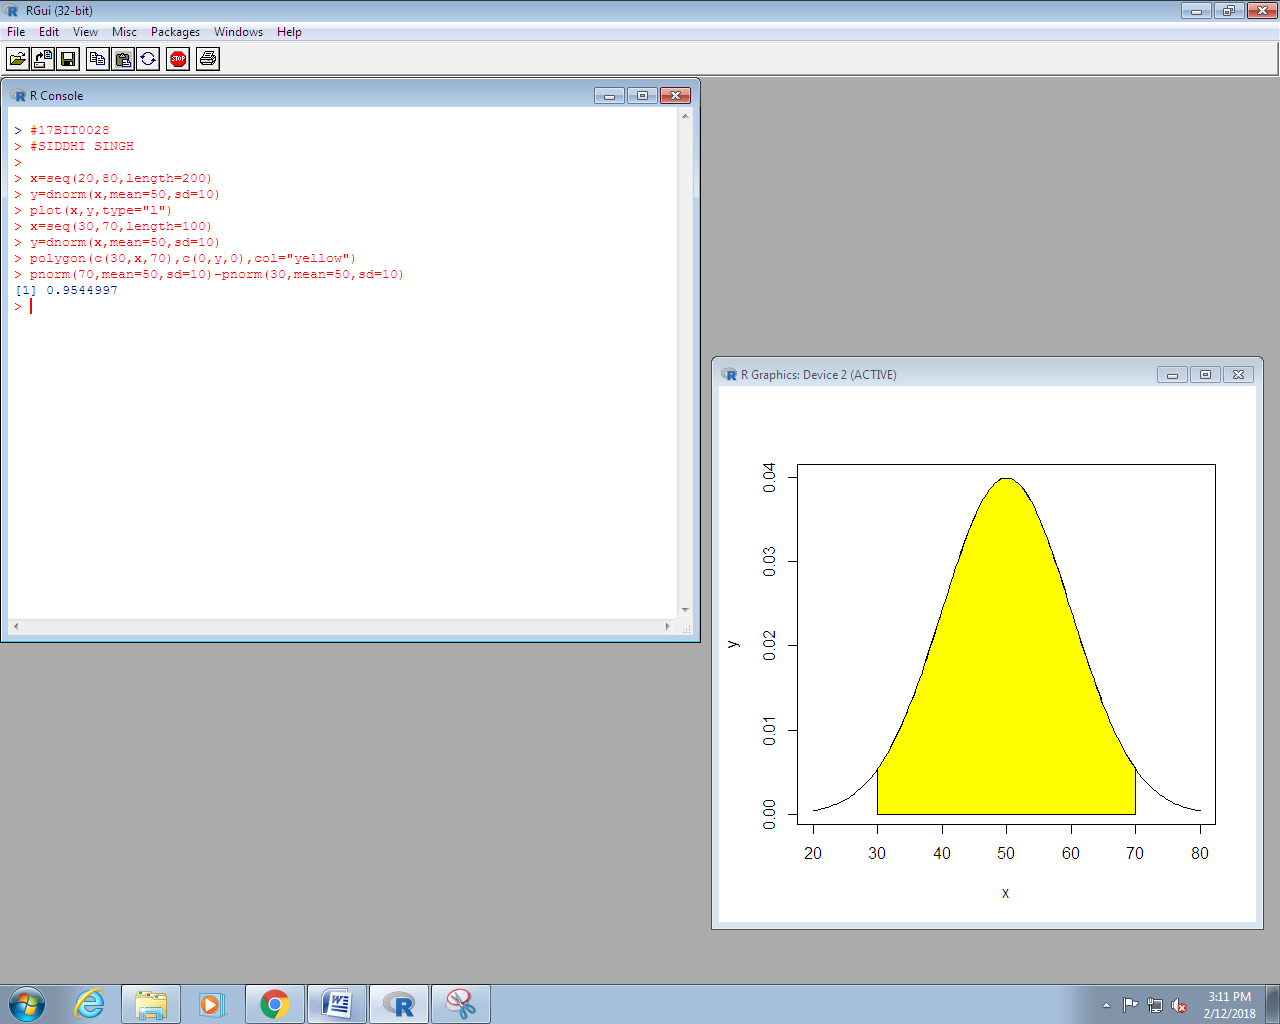 RGui (32-bit)
File Edit View Misc Packages Windows Help
STOP
R Console
> #17BIT0028
> #SIDDHI SINGH
>
> x=seq(20,80,length=200)
> y=dnorm(x,mean=50,sd=10)
> plot(x,y,type="l")
> x=seq(30,70,length=100)
> y=dnorm(x,mean=50,sd=10)
> polygon(c(30,x,70),c(0,y,0),col="yellow")
> pnorm(70,mean=50,sd=10)-pnorm(30,mean=50,sd=10)
[1] 0.9544997
>
R Graphics: Device 2 (ACTIVE)
0.04
0.03
0.02
0.01
0.00
y
20 30 40 50 60 70 80
x
3:11 PM
2/12/2018